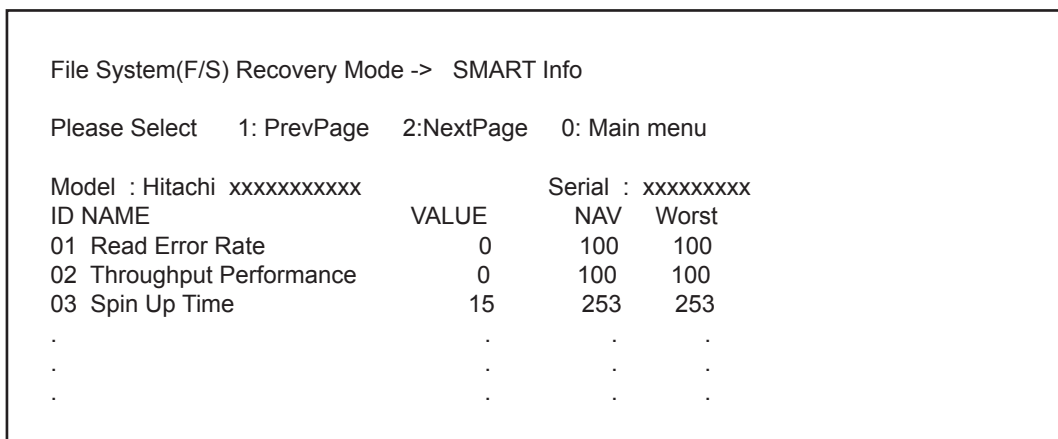 File System(F/S) Recovery Mode -> SMART Info
Please Select 1: PrevPage 2:NextPage 0: Main menu
Model : Hitachi xxxxxxxxxxx Serial : xxxxxxxxx
ID NAME VALUE NAV Worst
01 Read Error Rate 0 100 100
02 Throughput Performance 0 100 100
03 Spin Up Time 15 253 253
. . . .
. . . .
. . . .